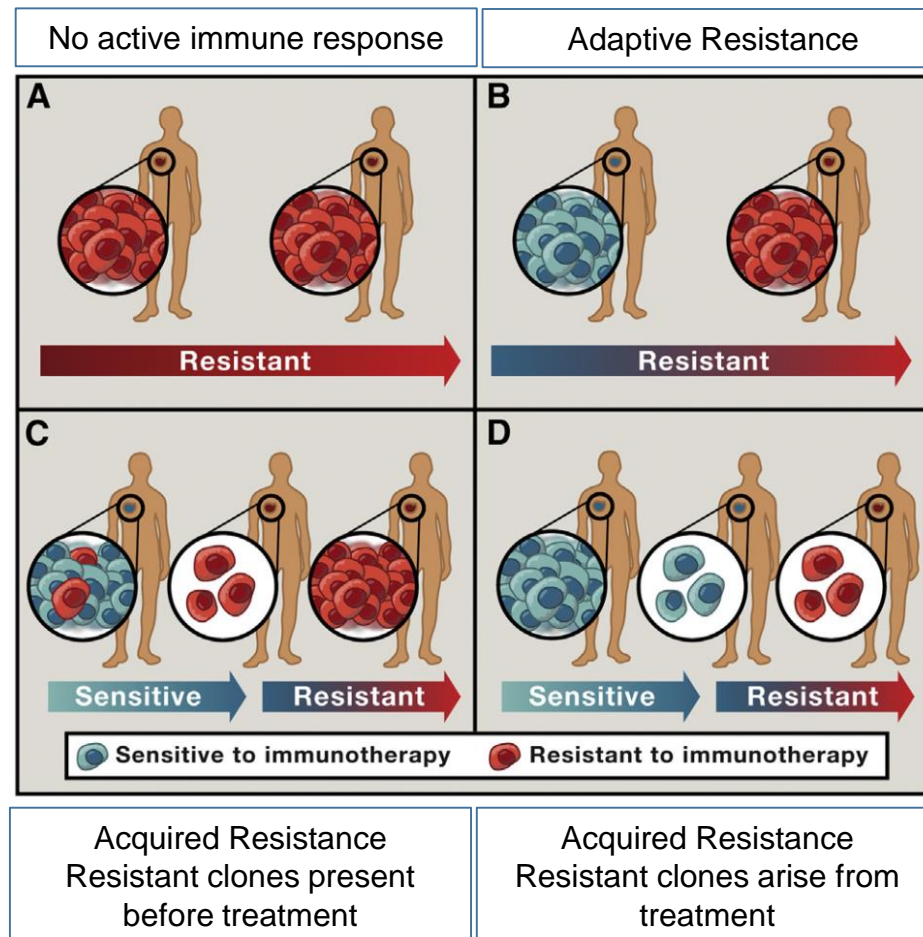 No active immune response
Adaptive Resistance
A
B
Resistant
Resistant
C
D
Sensitive
Resistant
Sensitive
Resistant
Sensitive to immunotherapy
Resistant to immunotherapy
Acquired Resistance
Resistant clones present
before treatment
Acquired Resistance
Resistant clones arise from
treatment